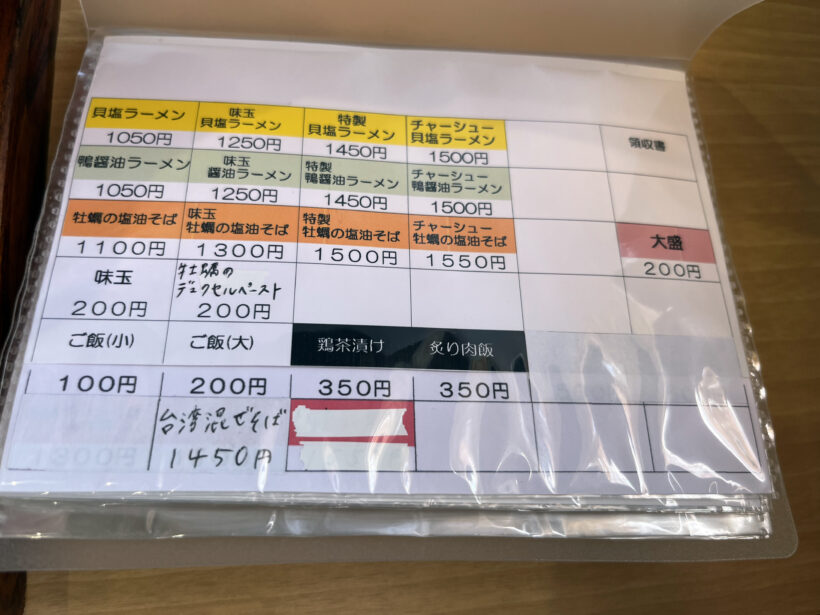 貝塩ラーメン
1050円
味玉
貝塩ラーメン
1250円
特製
貝塩ラーメン
1450円
チャーシュー
貝塩ラーメン
1500円
領収書
鴨醤油ラーメン
1050円
味玉
醤油ラーメン
1250円
特製
鴨醤油ラーメン
1450円
チャーシュー
鴨醤油ラーメン
1500円
牡蠣の塩油そば
1100円
味玉
牡蠣の塩油そば
1300円
特製
牡蠣の塩油そば
1500円
チャーシュー
牡蠣の塩油そば
1550円
大盛
200円
味玉
200円
牡蠣の
デュクセルペースト
200円
ご飯(小)
100円
ご飯(大)
200円
鶏茶漬け
350円
炙り肉飯
350円
台湾混ぜそば
1450円